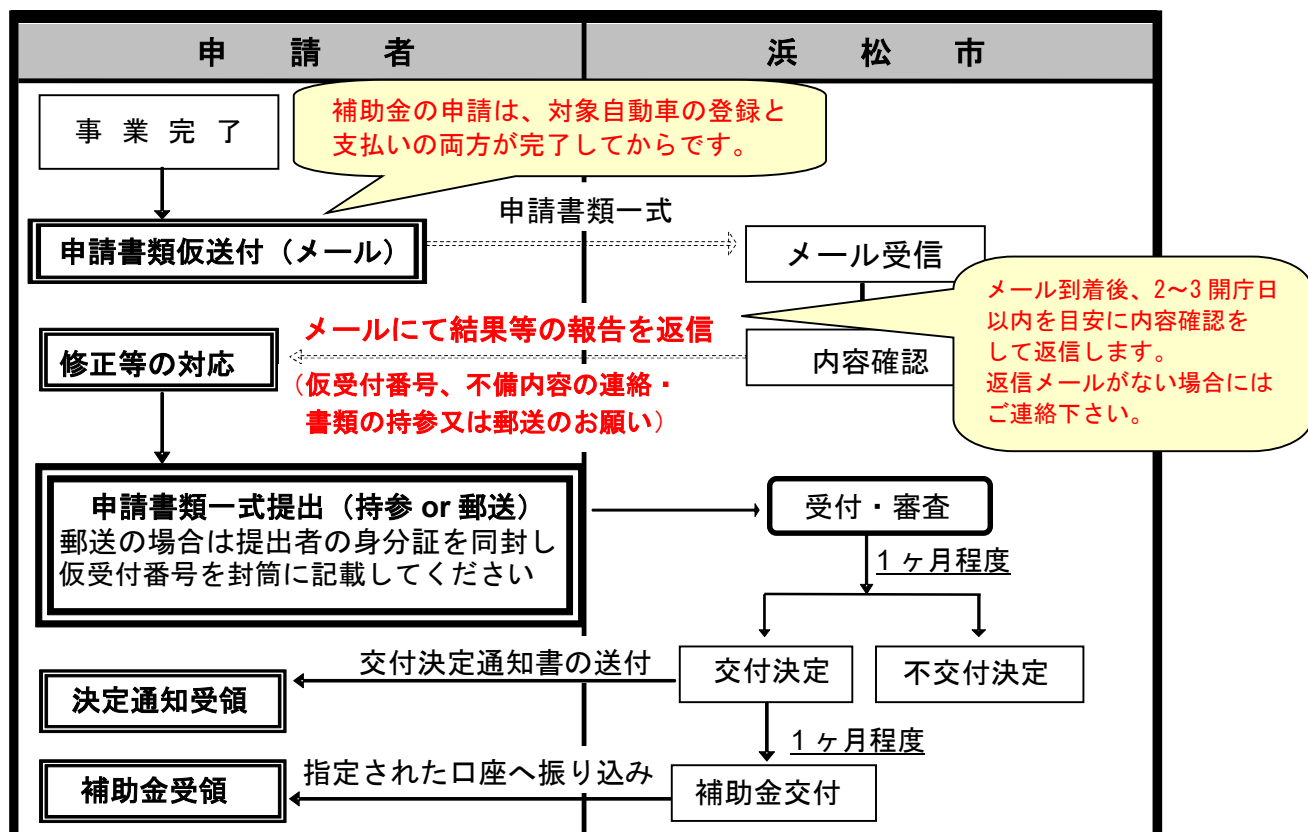 申請者
浜松市
事業完了
補助金の申請は、対象自動車の登録と
支払いの両方が完了してからです。
申請書類一式
申請書類仮送付（メール）
メール受信
メール到着後、2～3開庁日
以内を目安に内容確認を
して返信します。
返信メールがない場合には
ご連絡下さい。
メールにて結果等の報告を返信
修正等の対応
内容確認
（仮受付番号、不備内容の連絡・
書類の持参又は郵送のお願い）
申請書類一式提出（持参 or 郵送）
郵送の場合は提出者の身分証を同封し
仮受付番号を封筒に記載してください
受付・審査
1ヶ月程度
交付決定通知書の送付
交付決定
不交付決定
決定通知受領
1ヶ月程度
指定された口座へ振り込み
補助金受領
補助金交付